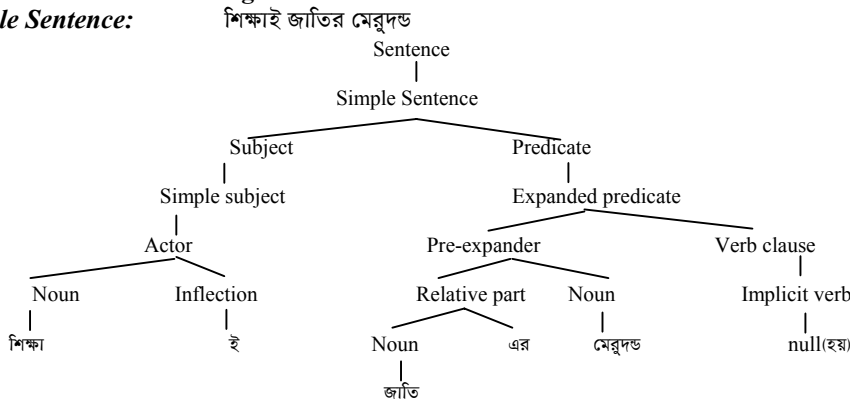 le Sentence: শিক্ষাই জাতির মেরুদন্ড
Sentence
Simple Sentence
Subject Predicate
Simple subject Expanded predicate
Actor Pre-expander Verb clause
Noun Inflection Relative part Noun Implicit verb
শিক্ষা ই Noun এর মেরুদন্ড null(হয়)
জাতি